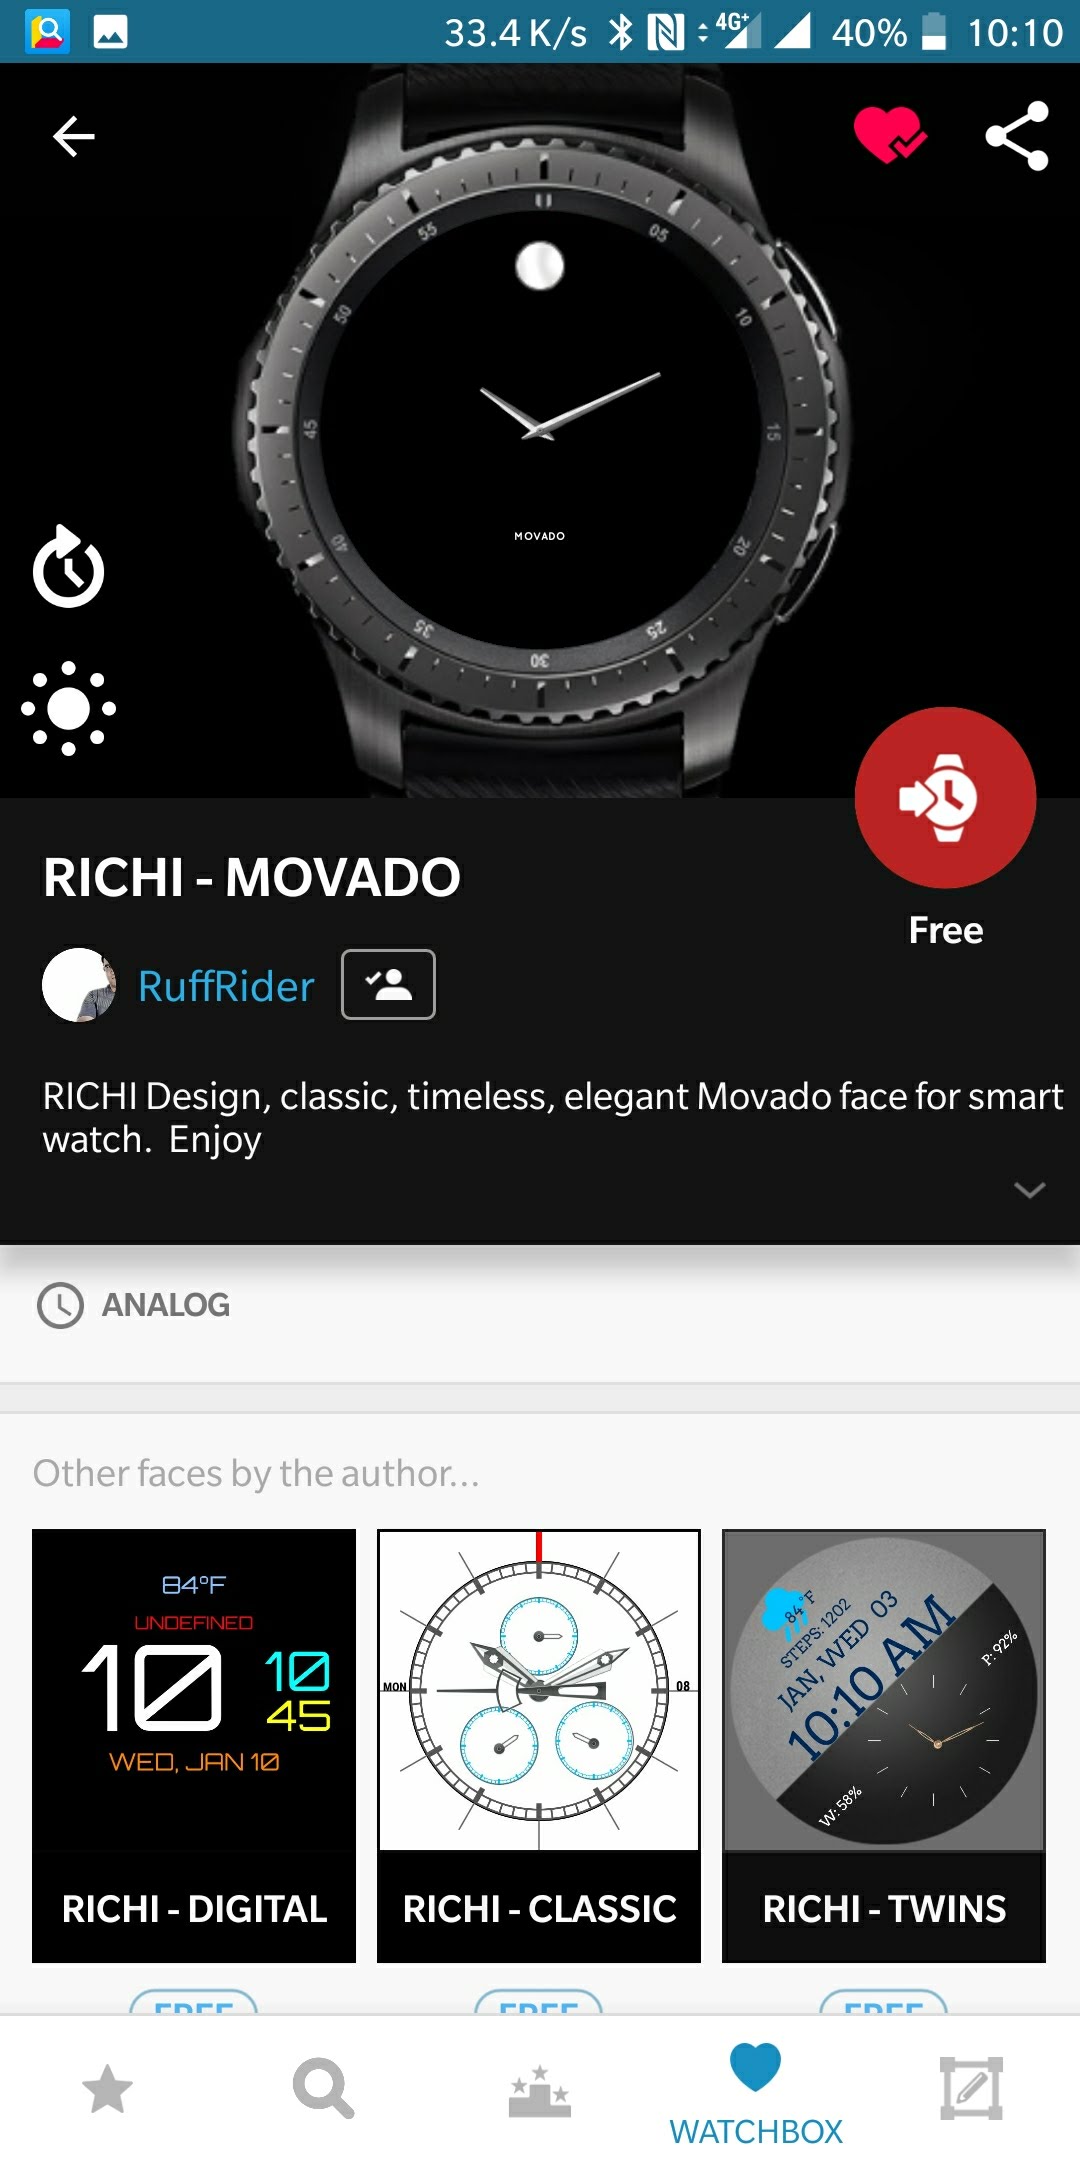 33.4 K/s 4G+ 40% 10:10
55 05
50 10
45 15
MOVADO
40 20
35 25
30
RICHI - MOVADO
Free
RuffRider
RICHI Design, classic, timeless, elegant Movado face for smart
watch. Enjoy
ANALOG
Other faces by the author...
84°F
UNDEFINED
10 10
45
WED, JAN 10
MON 08
84°F
STEPS: 1202
JAN, WED 03
10:10 AM
P: 92%
W: 58%
RICHI - DIGITAL RICHI - CLASSIC RICHI - TWINS
FREE FREE FREE
WATCHBOX